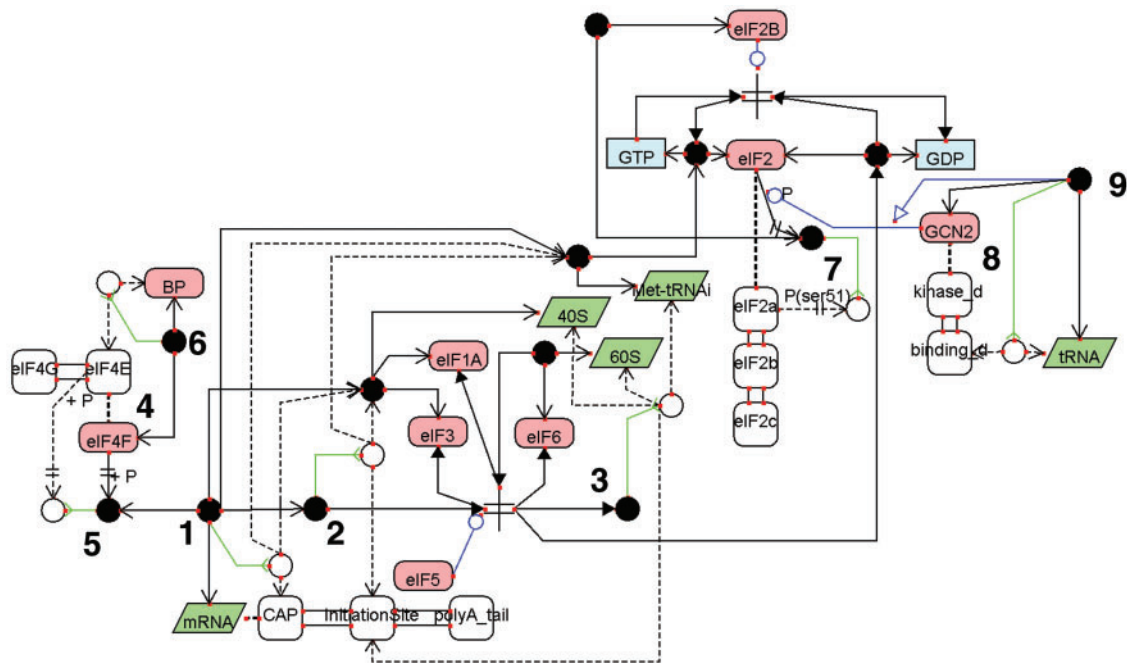 eIF2B
GTP
eIF2
GDP
P
9
GCN2
8
7
BP
Met-tRNAi
kinase_d
P(ser51)
eIF2a
40S
6
eIF1A
60S
binding_d
tRNA
eIF4G
eIF4E
eIF2b
+ P
4
eIF2c
eIF4F
eIF3
eIF6
+ P
3
5
1
2
eIF5
mRNA
CAP
InitiationSite
polyA_tail